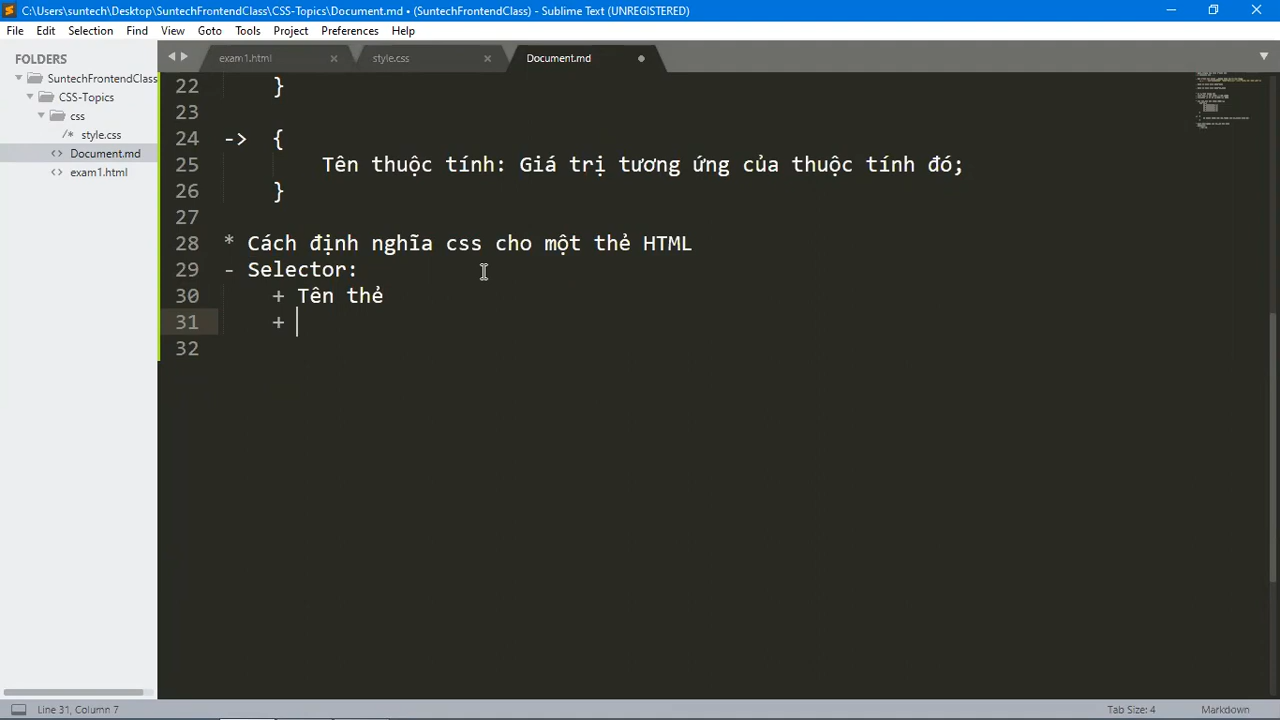 C:\Users\suntech\Desktop\SuntechFrontendClass\CSS-Topics\Document.md • (SuntechFrontendClass) - Sublime Text (UNREGISTERED)
File Edit Selection Find View Goto Tools Project Preferences Help
FOLDERS
SuntechFrontendClass
CSS-Topics
css
/* style.css
<> Document.md
<> exam1.html
exam1.html × style.css × Document.md
22 }
23
24 -> {
25 Tên thuộc tính: Giá trị tương ứng của thuộc tính đó;
26 }
27
28 * Cách định nghĩa css cho một thẻ HTML
29 - Selector:
30 + Tên thẻ
31 +
32
Line 31, Column 7 Tab Size: 4 Markdown